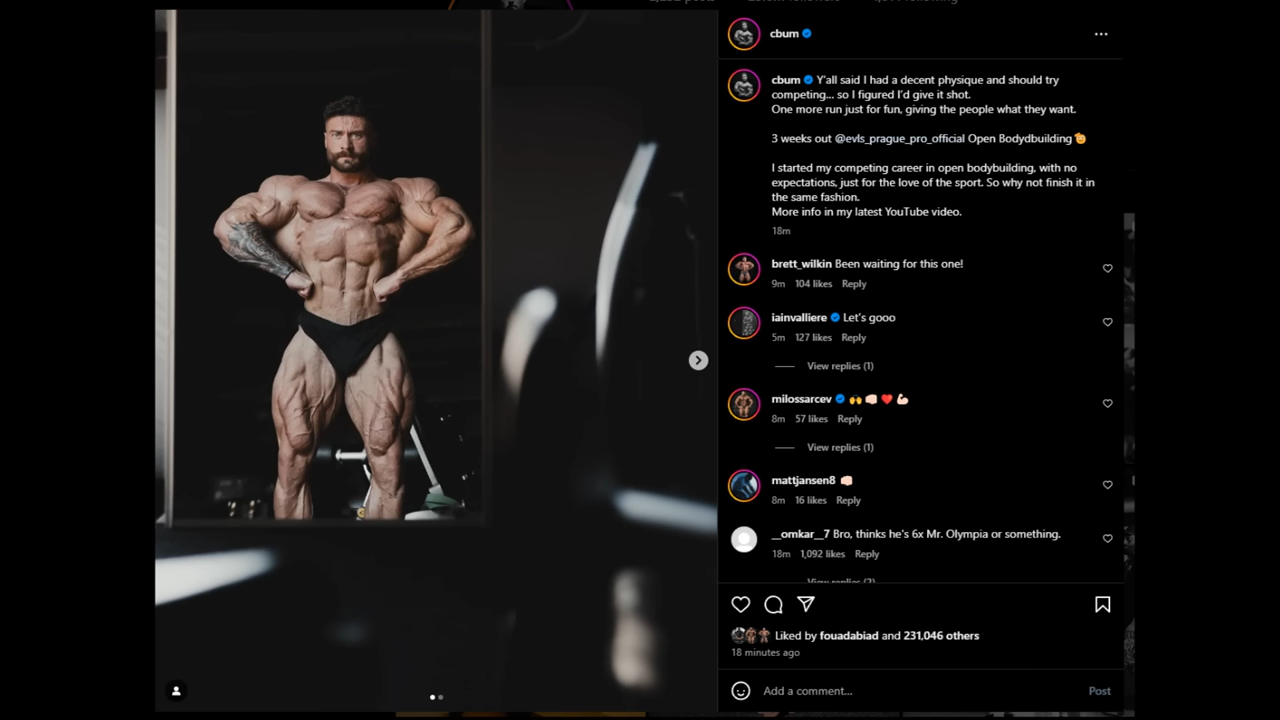 cbum
cbum Y'all said I had a decent physique and should try
competing... so I figured I'd give it shot.
One more run just for fun, giving the people what they want.
3 weeks out @evls_prague_pro_official Open Bodydbuilding
I started my competing career in open bodybuilding, with no
expectations, just for the love of the sport. So why not finish it in
the same fashion.
More info in my latest YouTube video.
18m
brett_wilkin Been waiting for this one!
9m 104 likes Reply
iainvalliere Let's gooo
5m 127 likes Reply
View replies (1)
milossarcev
8m 57 likes Reply
View replies (1)
mattjansen8
8m 16 likes Reply
__omkar__7 Bro, thinks he's 6x Mr. Olympia or something.
18m 1,092 likes Reply
View replies (2)
Liked by fouadabiad and 231,046 others
18 minutes ago
Add a comment...
Post